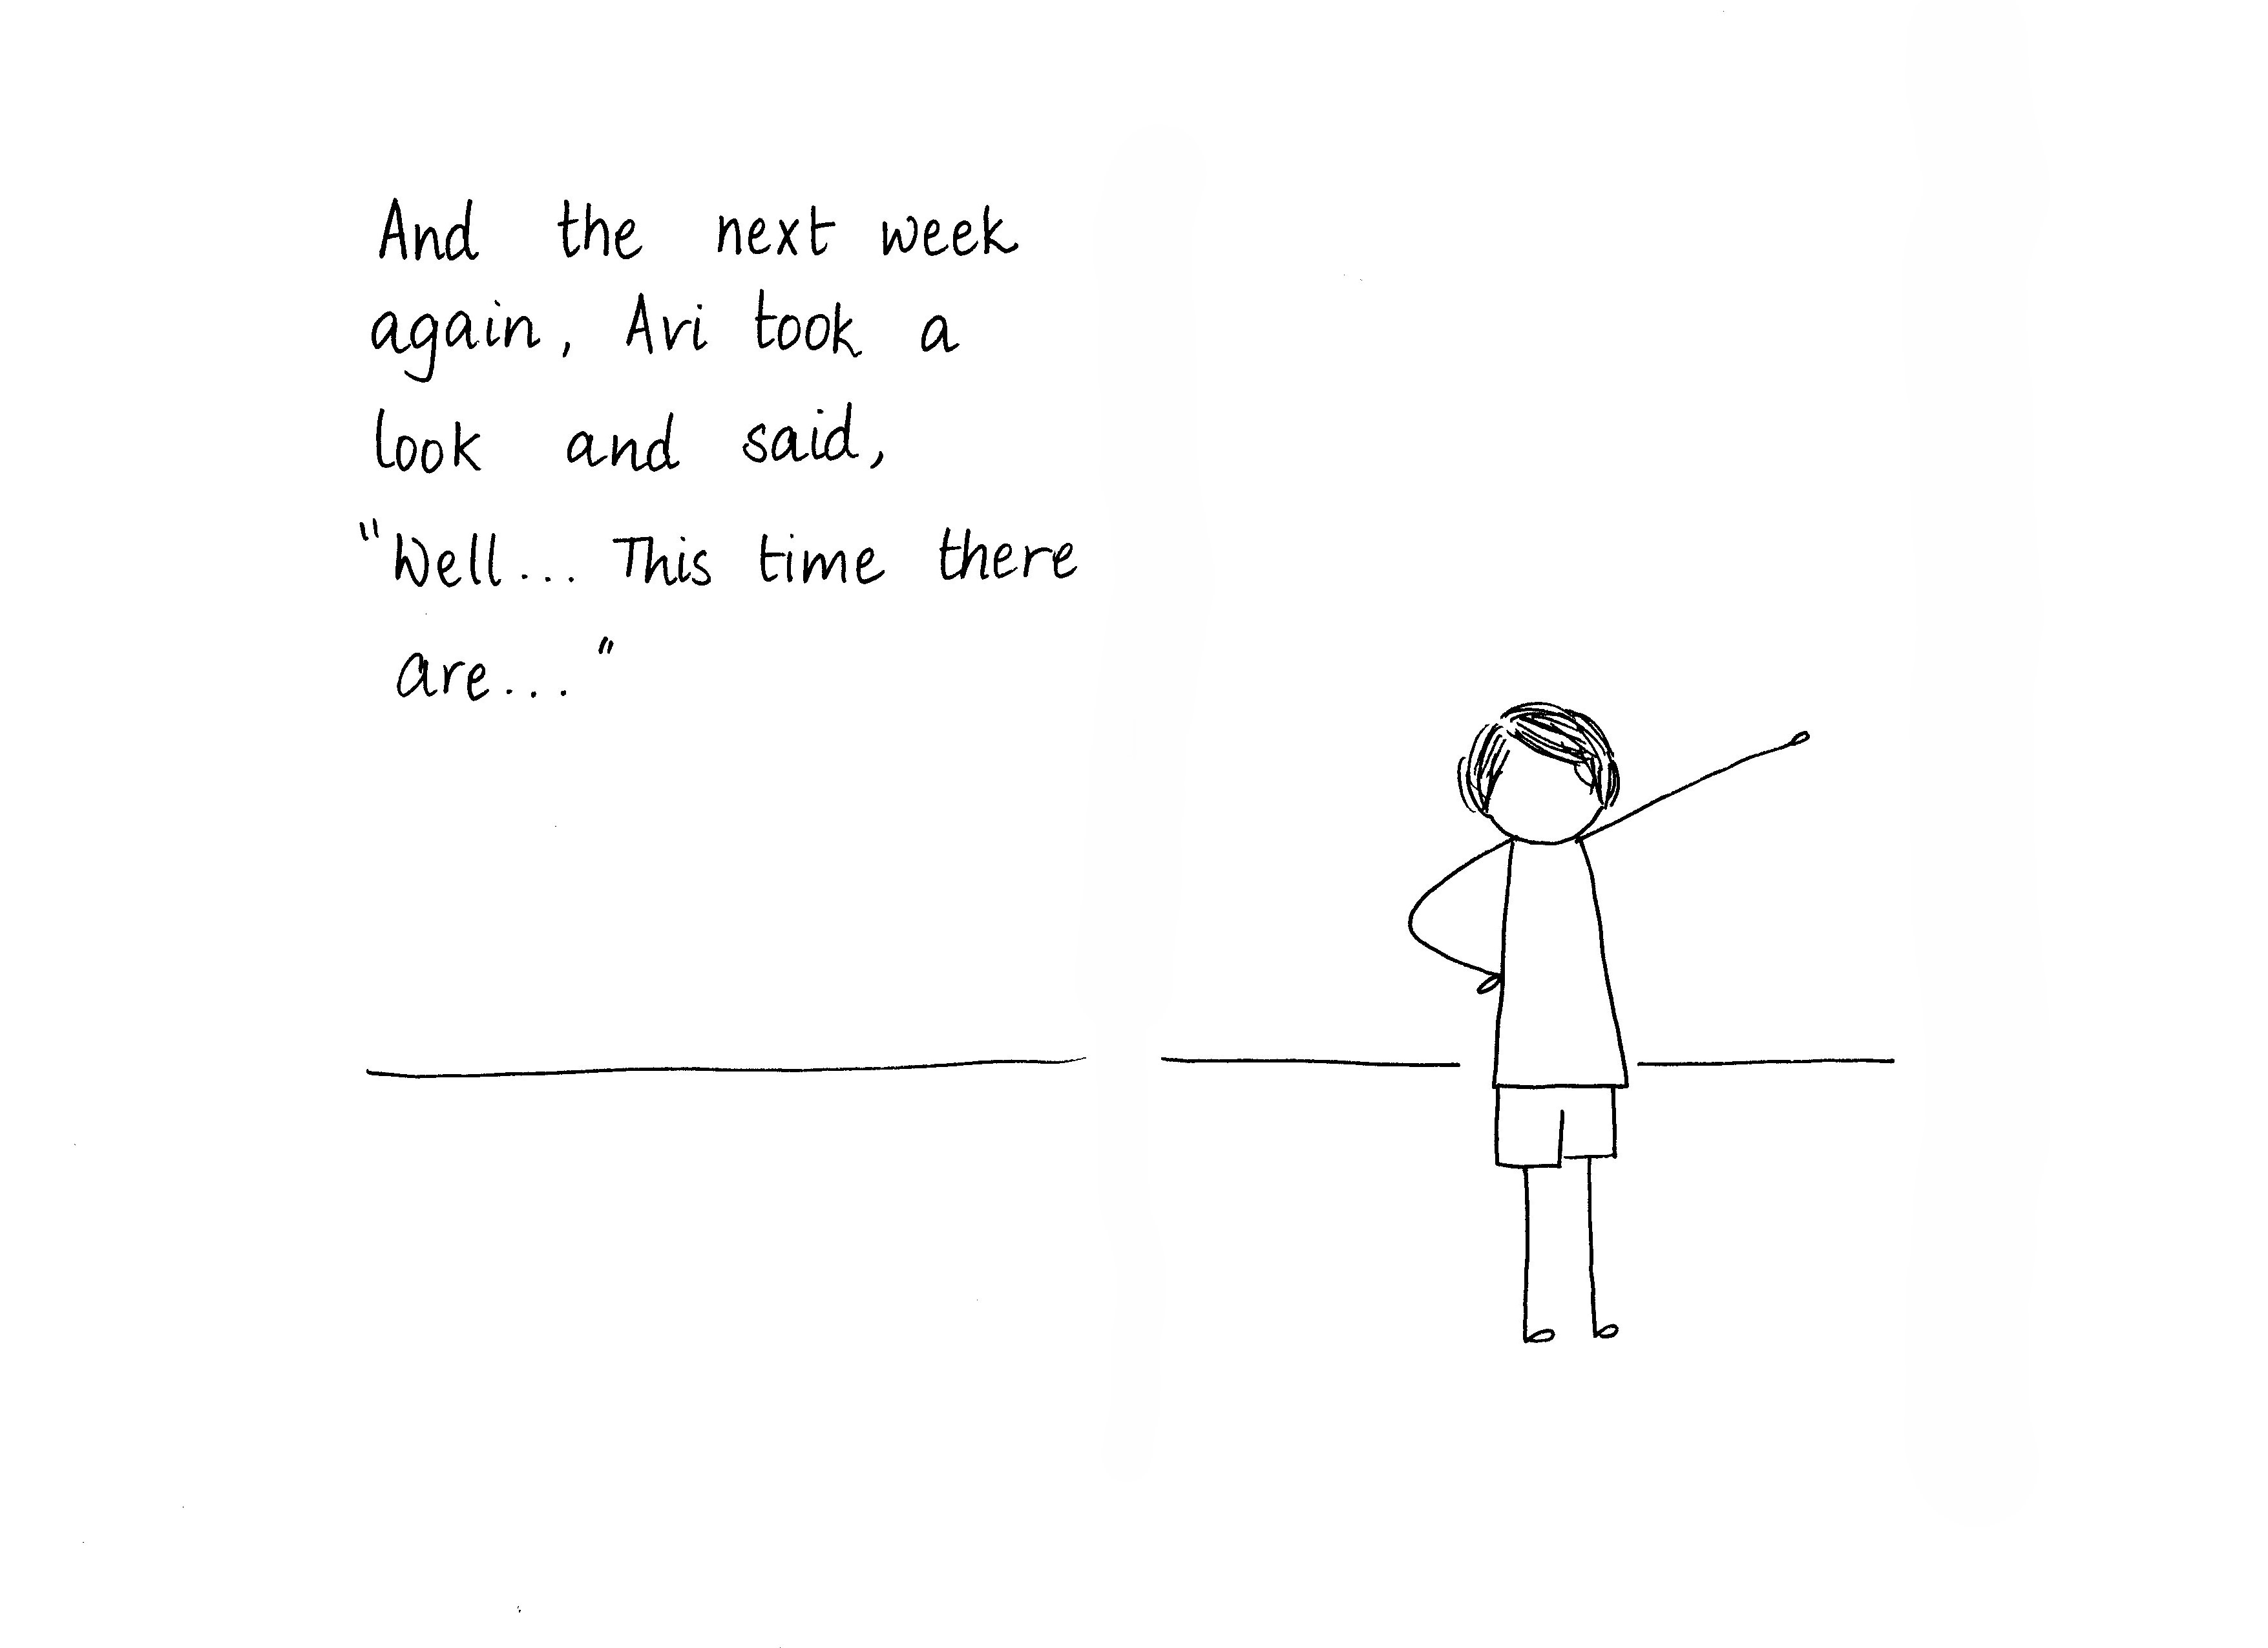 And the next week
again, Avi took a
look and said,
"Well... This time there
are..."